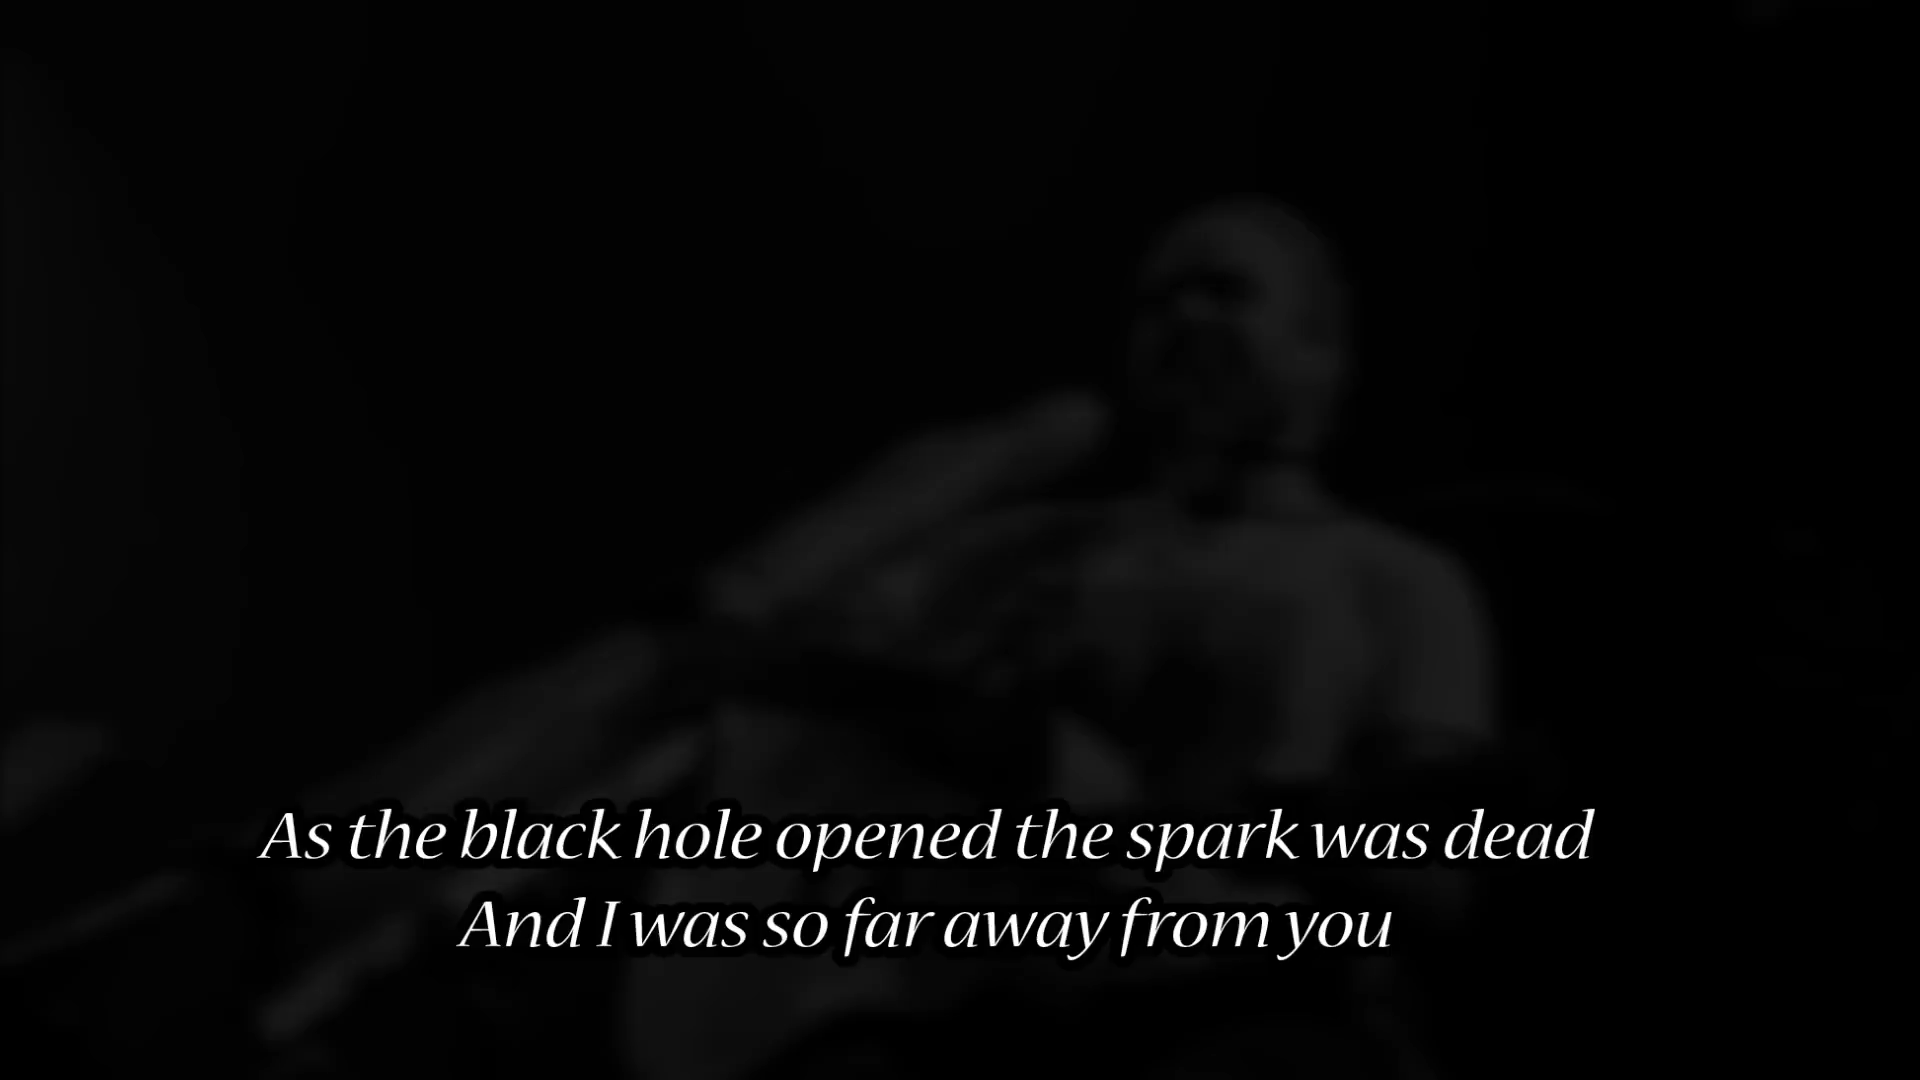 As the black hole opened the spark was dead
And I was so far away from you